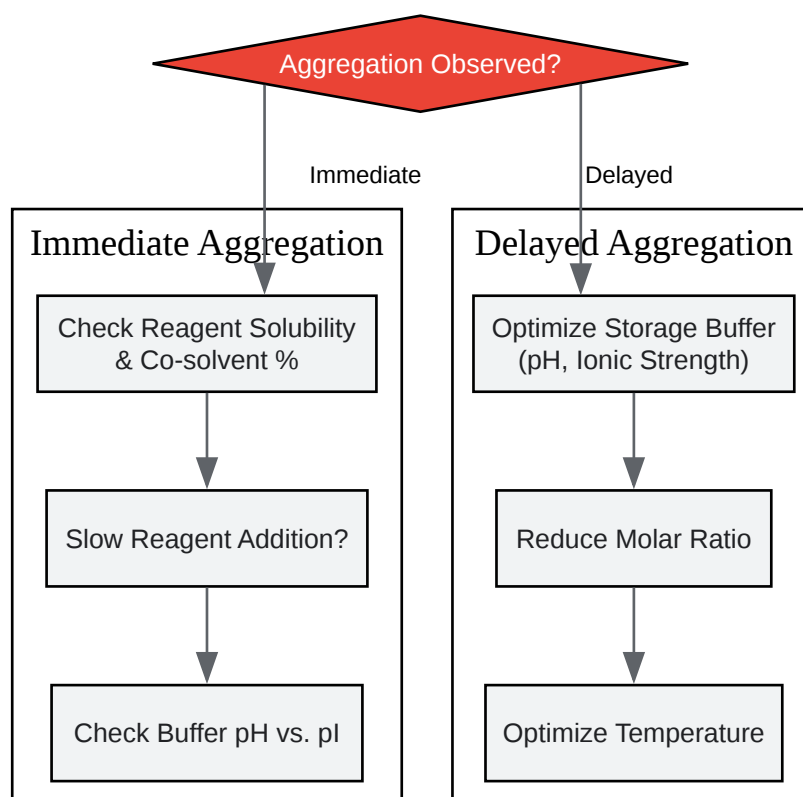 Aggregation Observed?
Immediate
Delayed
Immediate Aggregation
Check Reagent Solubility
& Co-solvent %
Slow Reagent Addition?
Check Buffer pH vs. pI
Delayed Aggregation
Optimize Storage Buffer
(pH, Ionic Strength)
Reduce Molar Ratio
Optimize Temperature